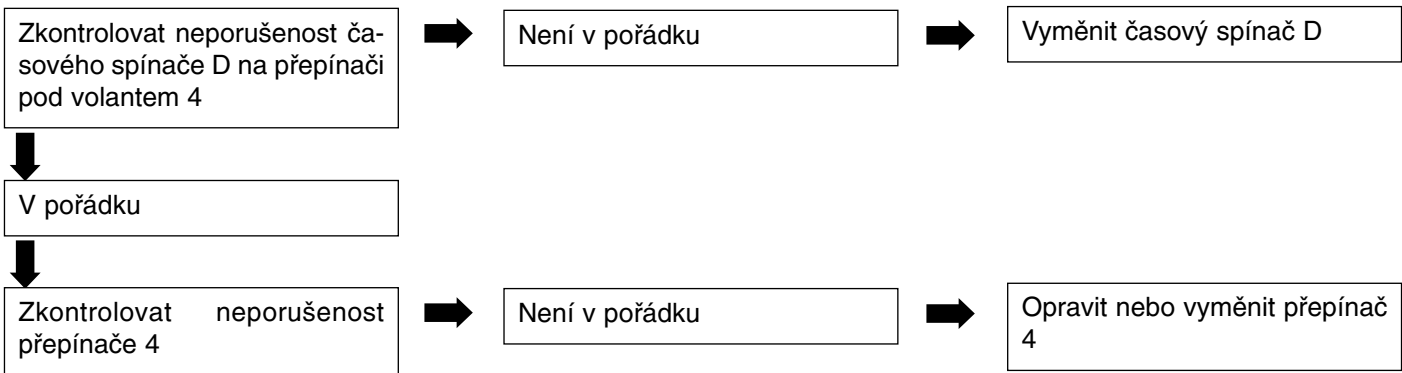 Zkontrolovat neporušenost ča-
sového spínače D na přepínači
pod volantem 4
Není v pořádku
Vyměnit časový spínač D
V pořádku
Zkontrolovat neporušenost
přepínače 4
Není v pořádku
Opravit nebo vyměnit přepínač
4